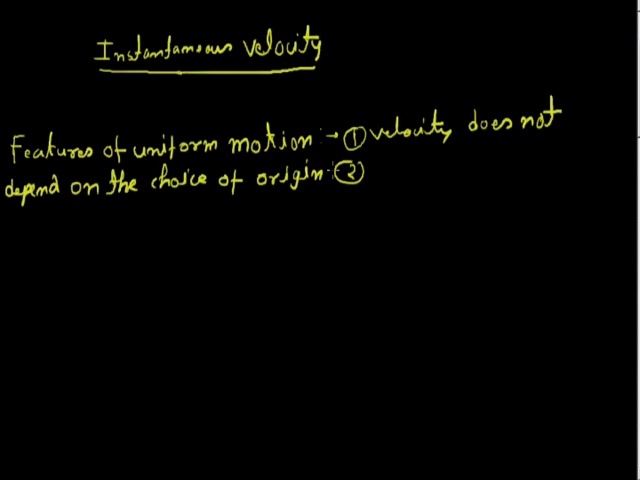 Instantaneous velocity
Features of uniform motion :→ ① velocity does not
depend on the choice of origin :- ②